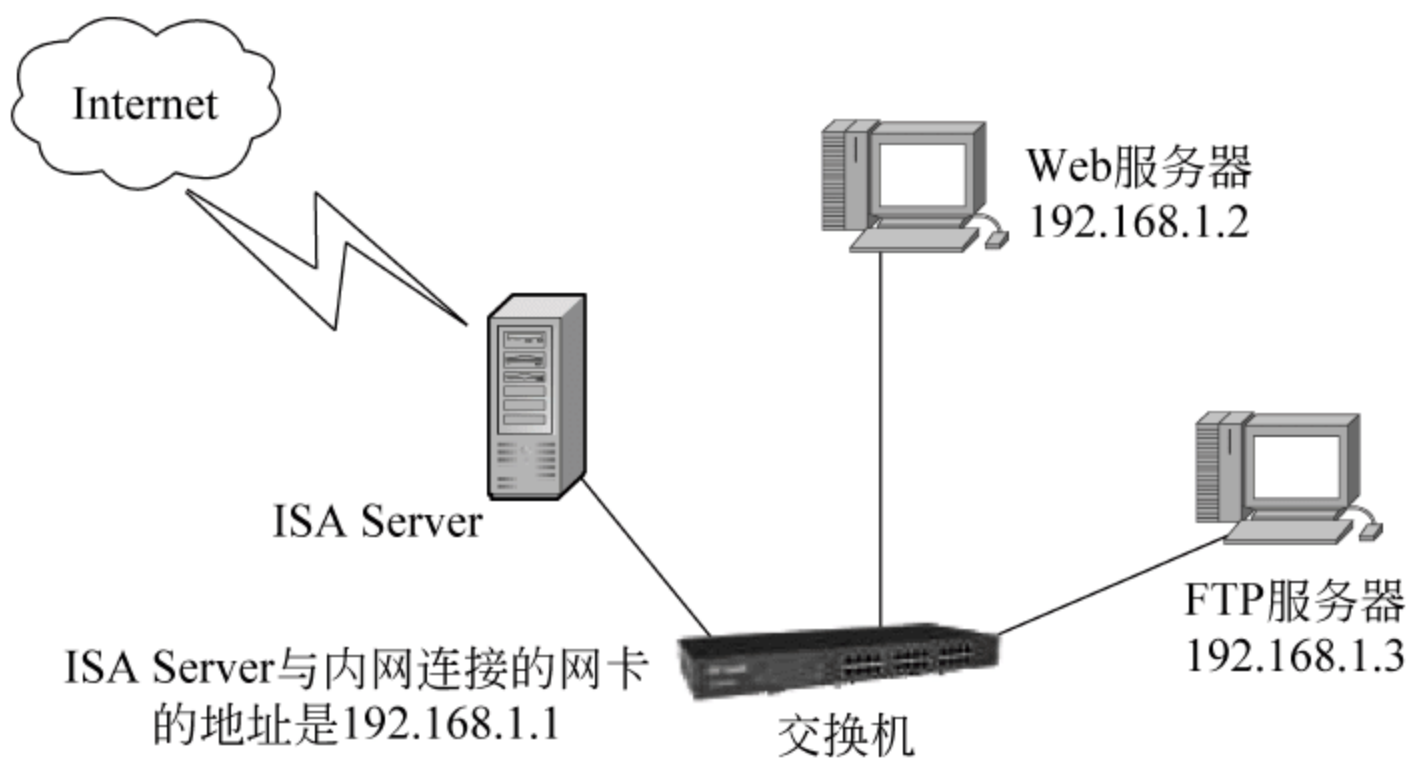 Internet
Web服务器
192.168.1.2
ISA Server
FTP服务器
192.168.1.3
ISA Server与内网连接的网卡
的地址是192.168.1.1
交换机